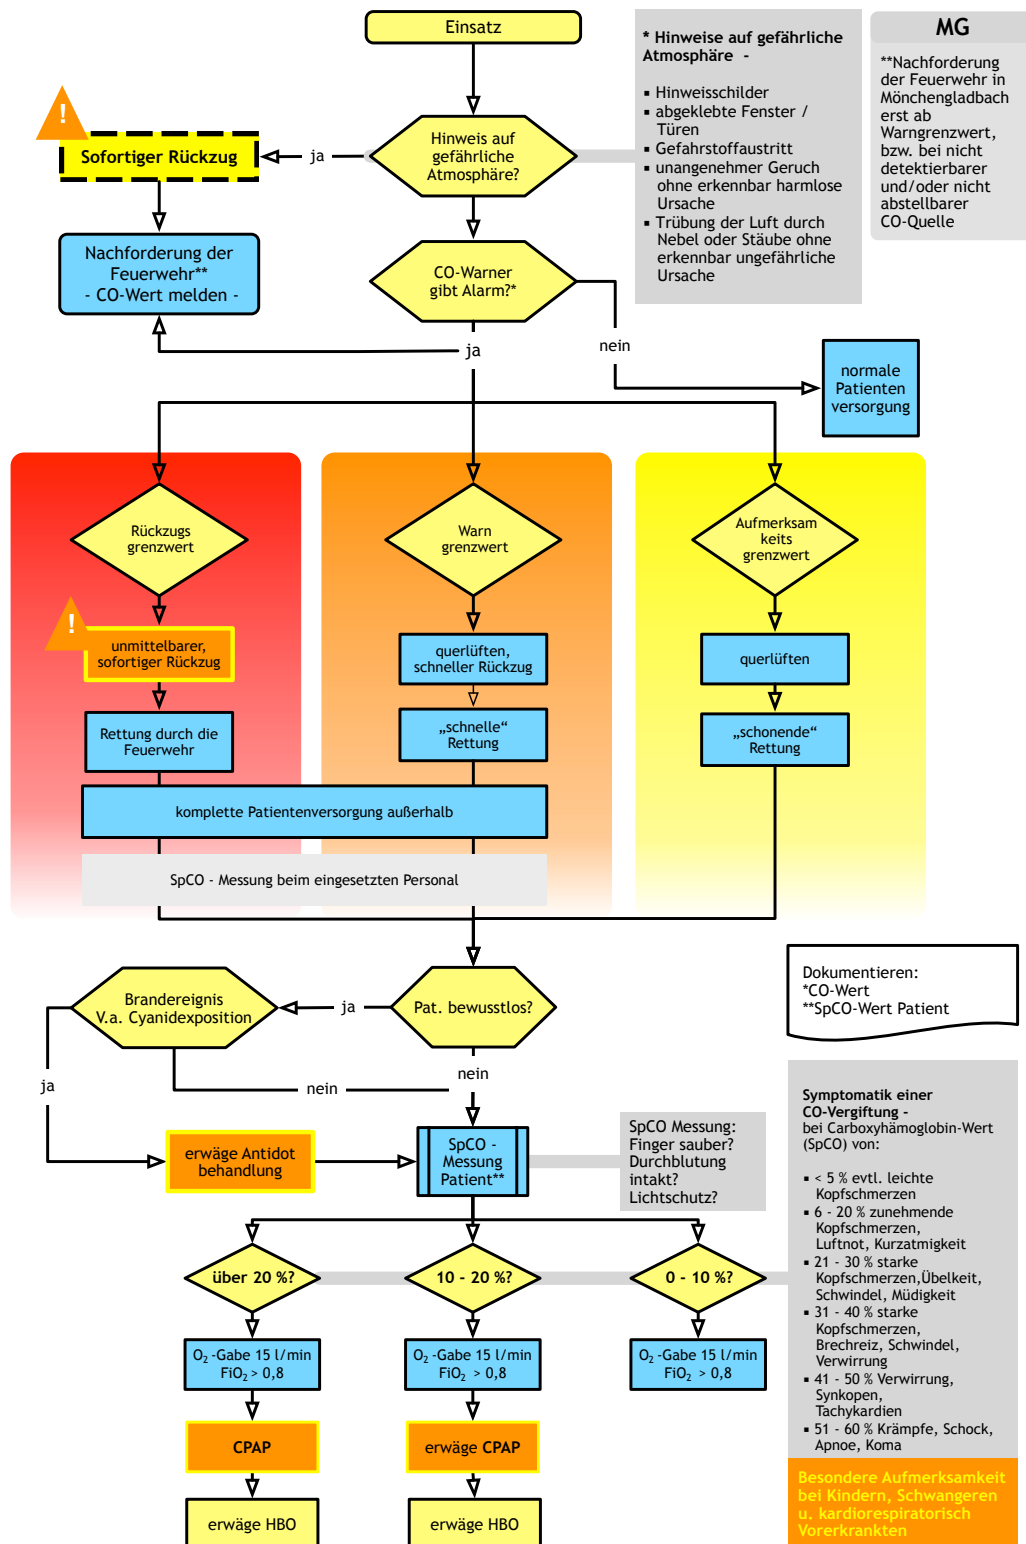 Einsatz
* Hinweise auf gefährliche
Atmosphäre -
▪ Hinweisschilder
▪ abgeklebte Fenster /
Türen
▪ Gefahrstoffaustritt
▪ unangenehmer Geruch
ohne erkennbar harmlose
Ursache
▪ Trübung der Luft durch
Nebel oder Stäube ohne
erkennbar ungefährliche
Ursache
MG
**Nachforderung
der Feuerwehr in
Mönchengladbach
erst ab
Warngrenzwert,
bzw. bei nicht
detektierbarer
und/oder nicht
abstellbarer
CO-Quelle
!
Sofortiger Rückzug
ja
Hinweis auf
gefährliche
Atmosphäre?
Nachforderung der
Feuerwehr**
- CO-Wert melden -
CO-Warner
gibt Alarm?*
ja
nein
normale
Patienten
versorgung
Rückzugs
grenzwert
Warn
grenzwert
Aufmerksam
keits
grenzwert
!
unmittelbarer,
sofortiger Rückzug
querlüften,
schneller Rückzug
querlüften
Rettung durch die
Feuerwehr
„schnelle“
Rettung
„schonende“
Rettung
komplette Patientenversorgung außerhalb
SpCO - Messung beim eingesetzten Personal
Brandereignis
V.a. Cyanidexposition
ja
Pat. bewusstlos?
Dokumentieren:
*CO-Wert
**SpCO-Wert Patient
ja
nein
nein
erwäge Antidot
behandlung
SpCO -
Messung
Patient**
SpCO Messung:
Finger sauber?
Durchblutung
intakt?
Lichtschutz?
Symptomatik einer
CO-Vergiftung -
bei Carboxyhämoglobin-Wert
(SpCO) von:
▪ < 5 % evtl. leichte
Kopfschmerzen
▪ 6 - 20 % zunehmende
Kopfschmerzen,
Luftnot, Kurzatmigkeit
▪ 21 - 30 % starke
Kopfschmerzen,Übelkeit,
Schwindel, Müdigkeit
▪ 31 - 40 % starke
Kopfschmerzen,
Brechreiz, Schwindel,
Verwirrung
▪ 41 - 50 % Verwirrung,
Synkopen,
Tachykardien
▪ 51 - 60 % Krämpfe, Schock,
Apnoe, Koma
über 20 %?
10 - 20 %?
0 - 10 %?
O₂ -Gabe 15 l/min
FiO₂ > 0,8
O₂ -Gabe 15 l/min
FiO₂ > 0,8
O₂ -Gabe 15 l/min
FiO₂ > 0,8
CPAP
erwäge CPAP
erwäge HBO
erwäge HBO
Besondere Aufmerksamkeit
bei Kindern, Schwangeren
u. kardiorespiratorisch
Vorerkrankten